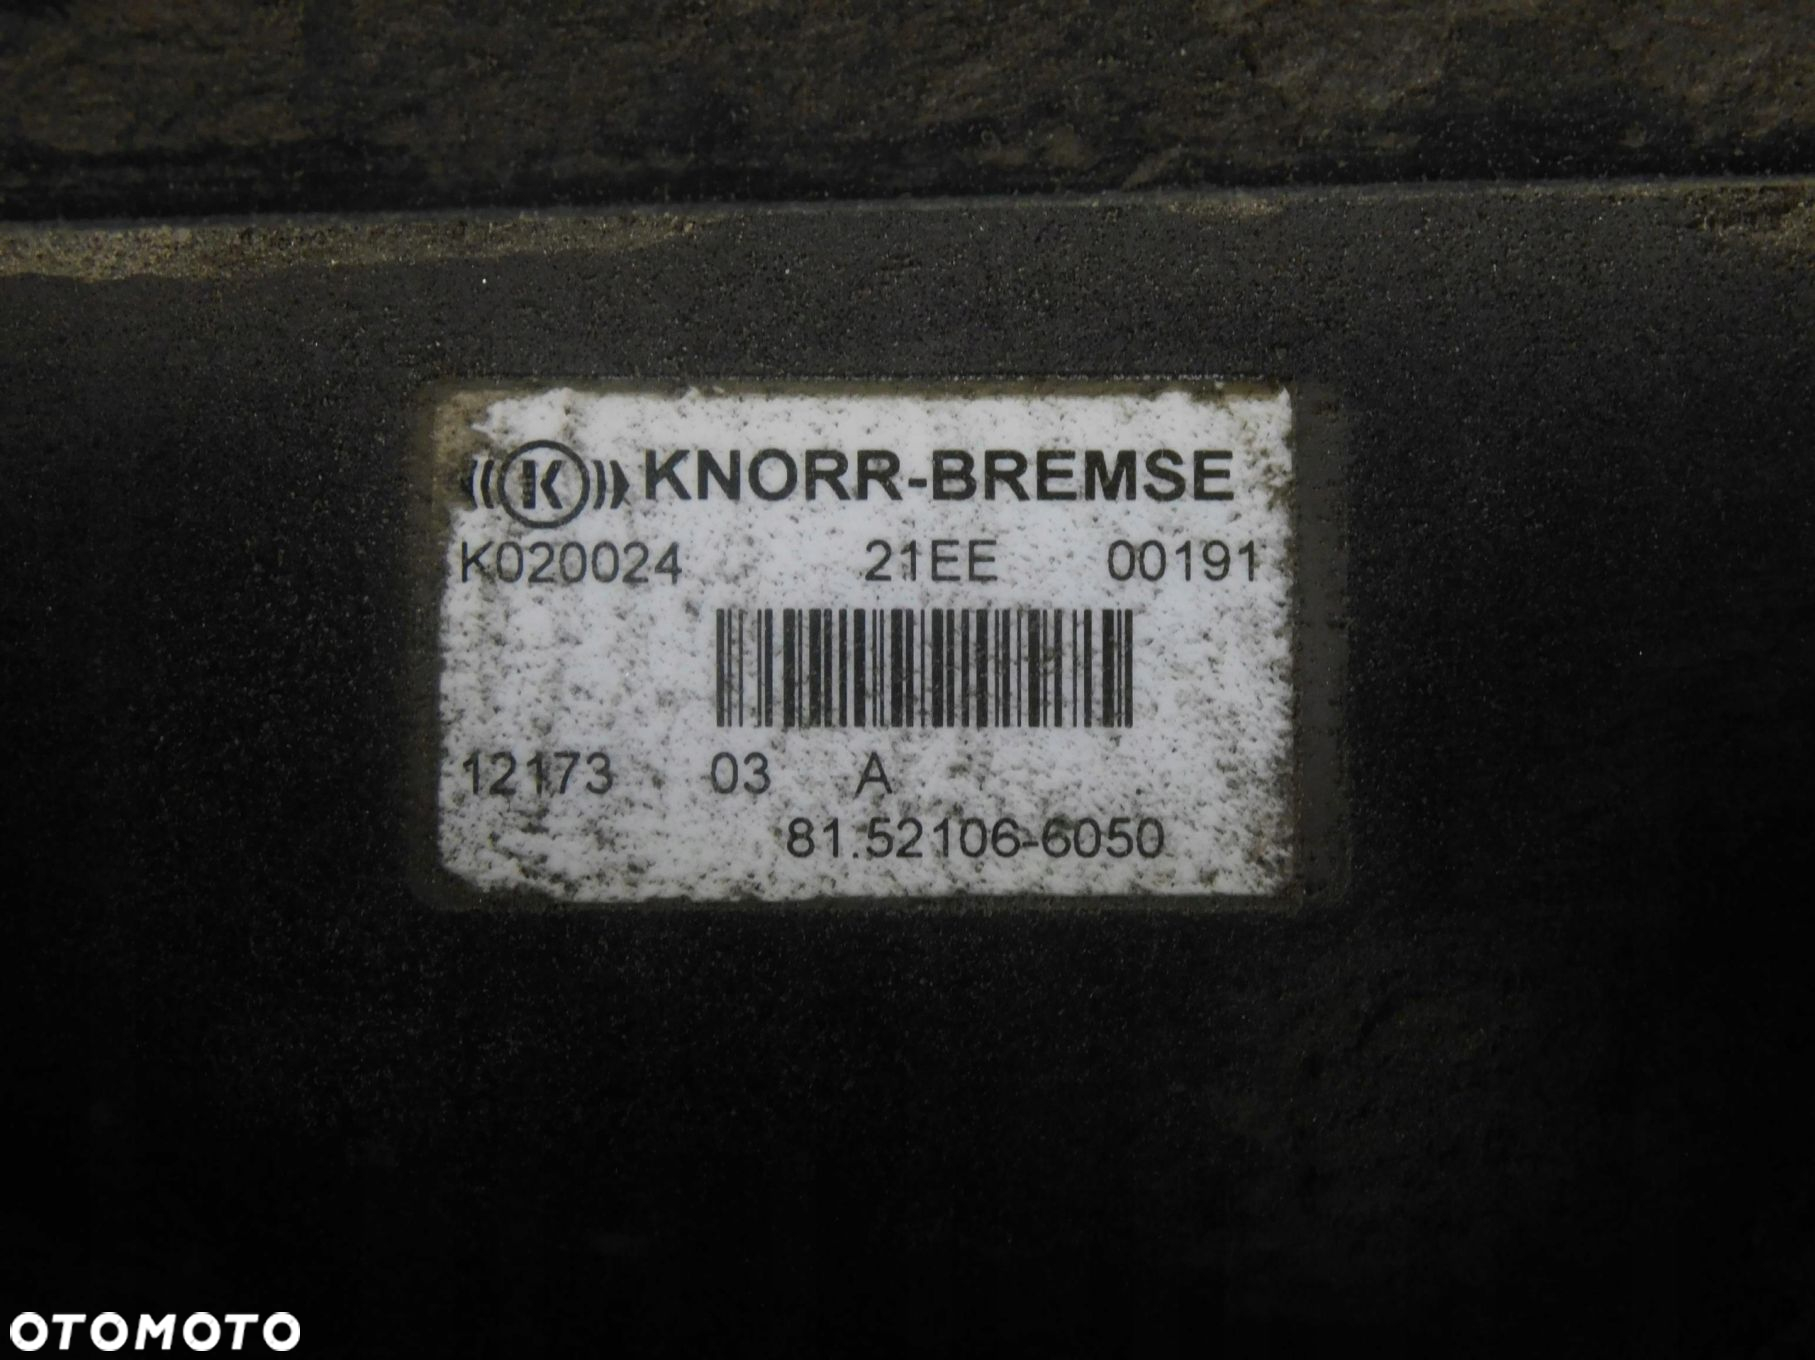 K KNORR-BREMSE
K020024 21EE 00191
12173 03 A
81.52106-6050
OTOMOTO